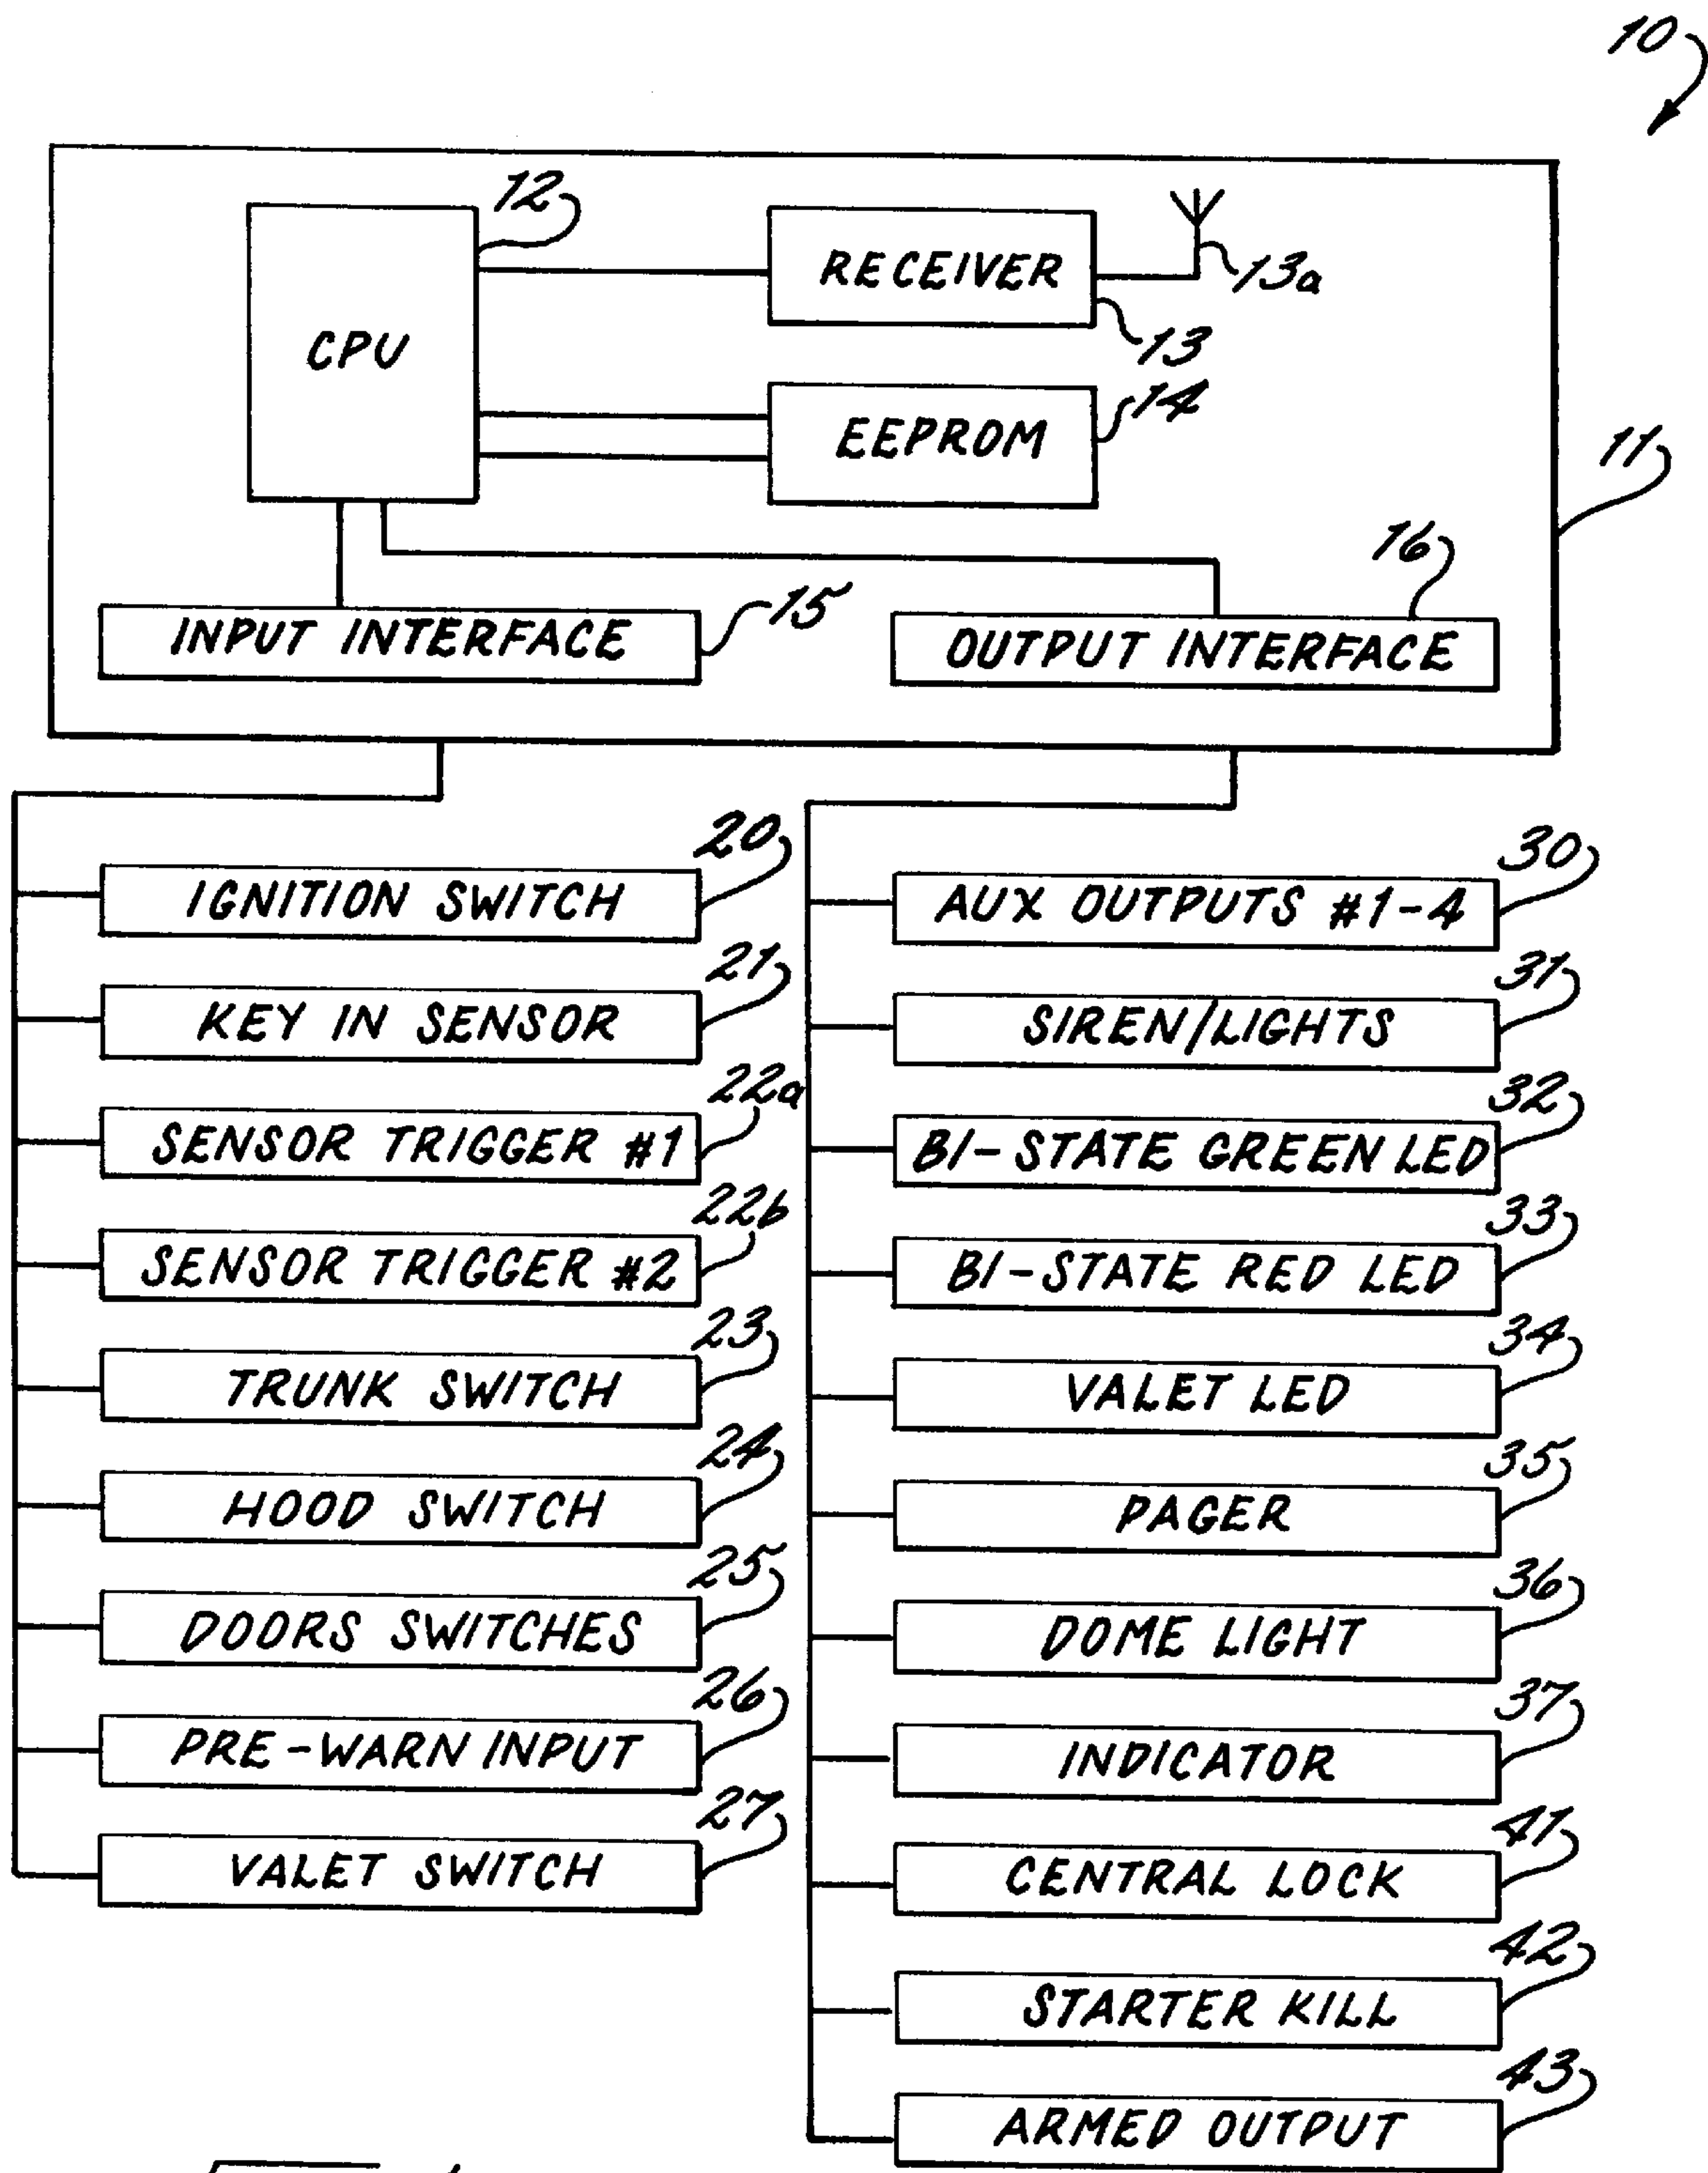 10
12
RECEIVER
13a
CPU
13
14
EEPROM
11
16
INPUT INTERFACE
15
OUTPUT INTERFACE
20
IGNITION SWITCH
21
KEY IN SENSOR
22a
SENSOR TRIGGER #1
22b
SENSOR TRIGGER #2
23
TRUNK SWITCH
24
HOOD SWITCH
25
DOORS SWITCHES
26
PRE-WARN INPUT
27
VALET SWITCH
30
AUX OUTPUTS #1-4
31
SIREN/LIGHTS
32
BI-STATE GREEN LED
33
BI-STATE RED LED
34
VALET LED
35
PAGER
36
DOME LIGHT
37
INDICATOR
41
CENTRAL LOCK
42
STARTER KILL
43
ARMED OUTPUT